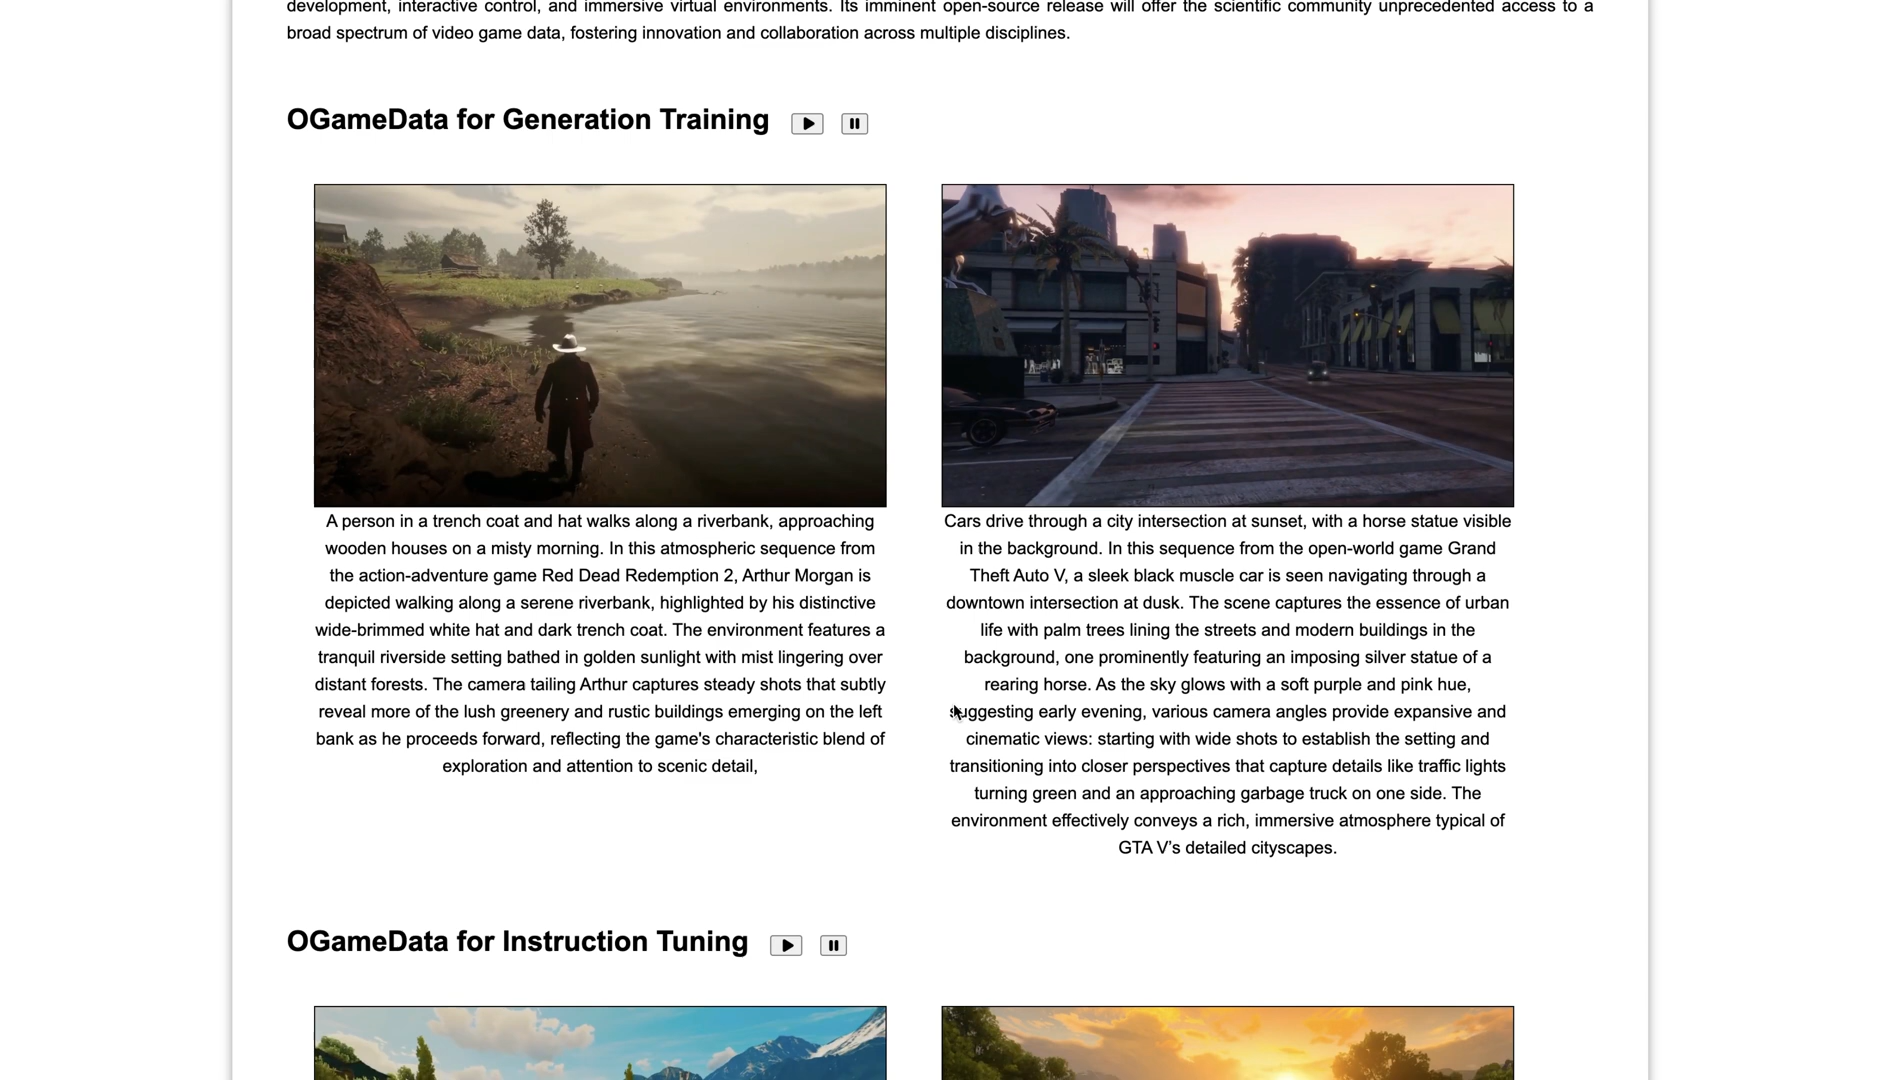 development, interactive control, and immersive virtual environments. Its imminent open-source release will offer the scientific community unprecedented access to a
broad spectrum of video game data, fostering innovation and collaboration across multiple disciplines.
OGameData for Generation Training
A person in a trench coat and hat walks along a riverbank, approaching
wooden houses on a misty morning. In this atmospheric sequence from
the action-adventure game Red Dead Redemption 2, Arthur Morgan is
depicted walking along a serene riverbank, highlighted by his distinctive
wide-brimmed white hat and dark trench coat. The environment features a
tranquil riverside setting bathed in golden sunlight with mist lingering over
distant forests. The camera tailing Arthur captures steady shots that subtly
reveal more of the lush greenery and rustic buildings emerging on the left
bank as he proceeds forward, reflecting the game's characteristic blend of
exploration and attention to scenic detail,
Cars drive through a city intersection at sunset, with a horse statue visible
in the background. In this sequence from the open-world game Grand
Theft Auto V, a sleek black muscle car is seen navigating through a
downtown intersection at dusk. The scene captures the essence of urban
life with palm trees lining the streets and modern buildings in the
background, one prominently featuring an imposing silver statue of a
rearing horse. As the sky glows with a soft purple and pink hue,
suggesting early evening, various camera angles provide expansive and
cinematic views: starting with wide shots to establish the setting and
transitioning into closer perspectives that capture details like traffic lights
turning green and an approaching garbage truck on one side. The
environment effectively conveys a rich, immersive atmosphere typical of
GTA V’s detailed cityscapes.
OGameData for Instruction Tuning